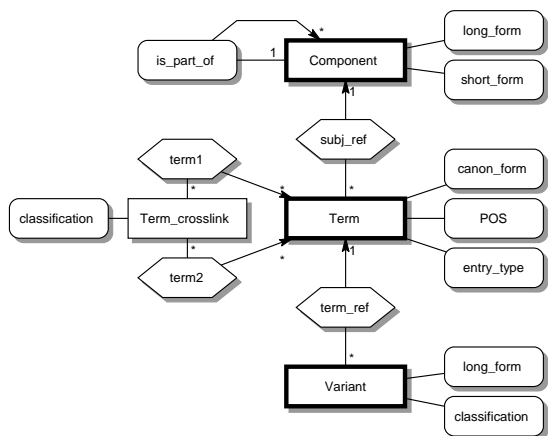 long_form
*
is_part_of
1
Component
short_form
1
subj_ref
term1
canon_form
*
*
*
classification
Term_crosslink
Term
POS
*
*
1
term2
entry_type
term_ref
*
long_form
Variant
classification